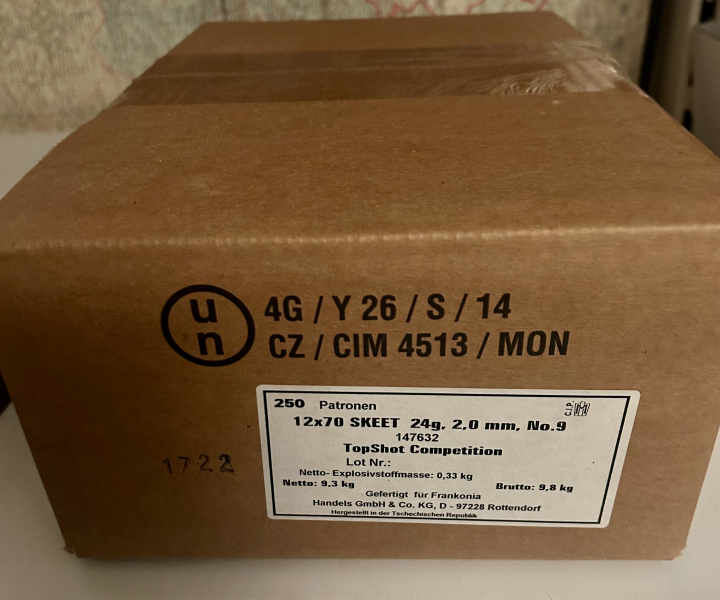 un
4G / Y 26 / S / 14
CZ / CIM 4513 / MON
250 Patronen
C.I.P.
12x70 SKEET 24g, 2,0 mm, No.9
147632
TopShot Competition
Lot Nr.:
1722
Netto- Explosivstoffmasse: 0,33 kg
Netto: 9.3 kg Brutto: 9,8 kg
Gefertigt für Frankonia
Handels GmbH & Co. KG, D - 97228 Rottendorf
Hergestellt in der Tschechischen Republik